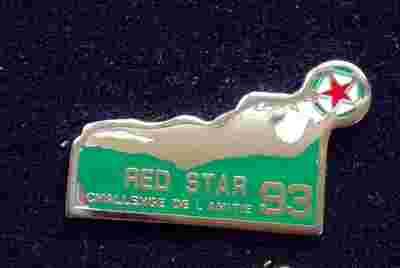 RED STAR
CHALLENGE DE L'AMITIE 93